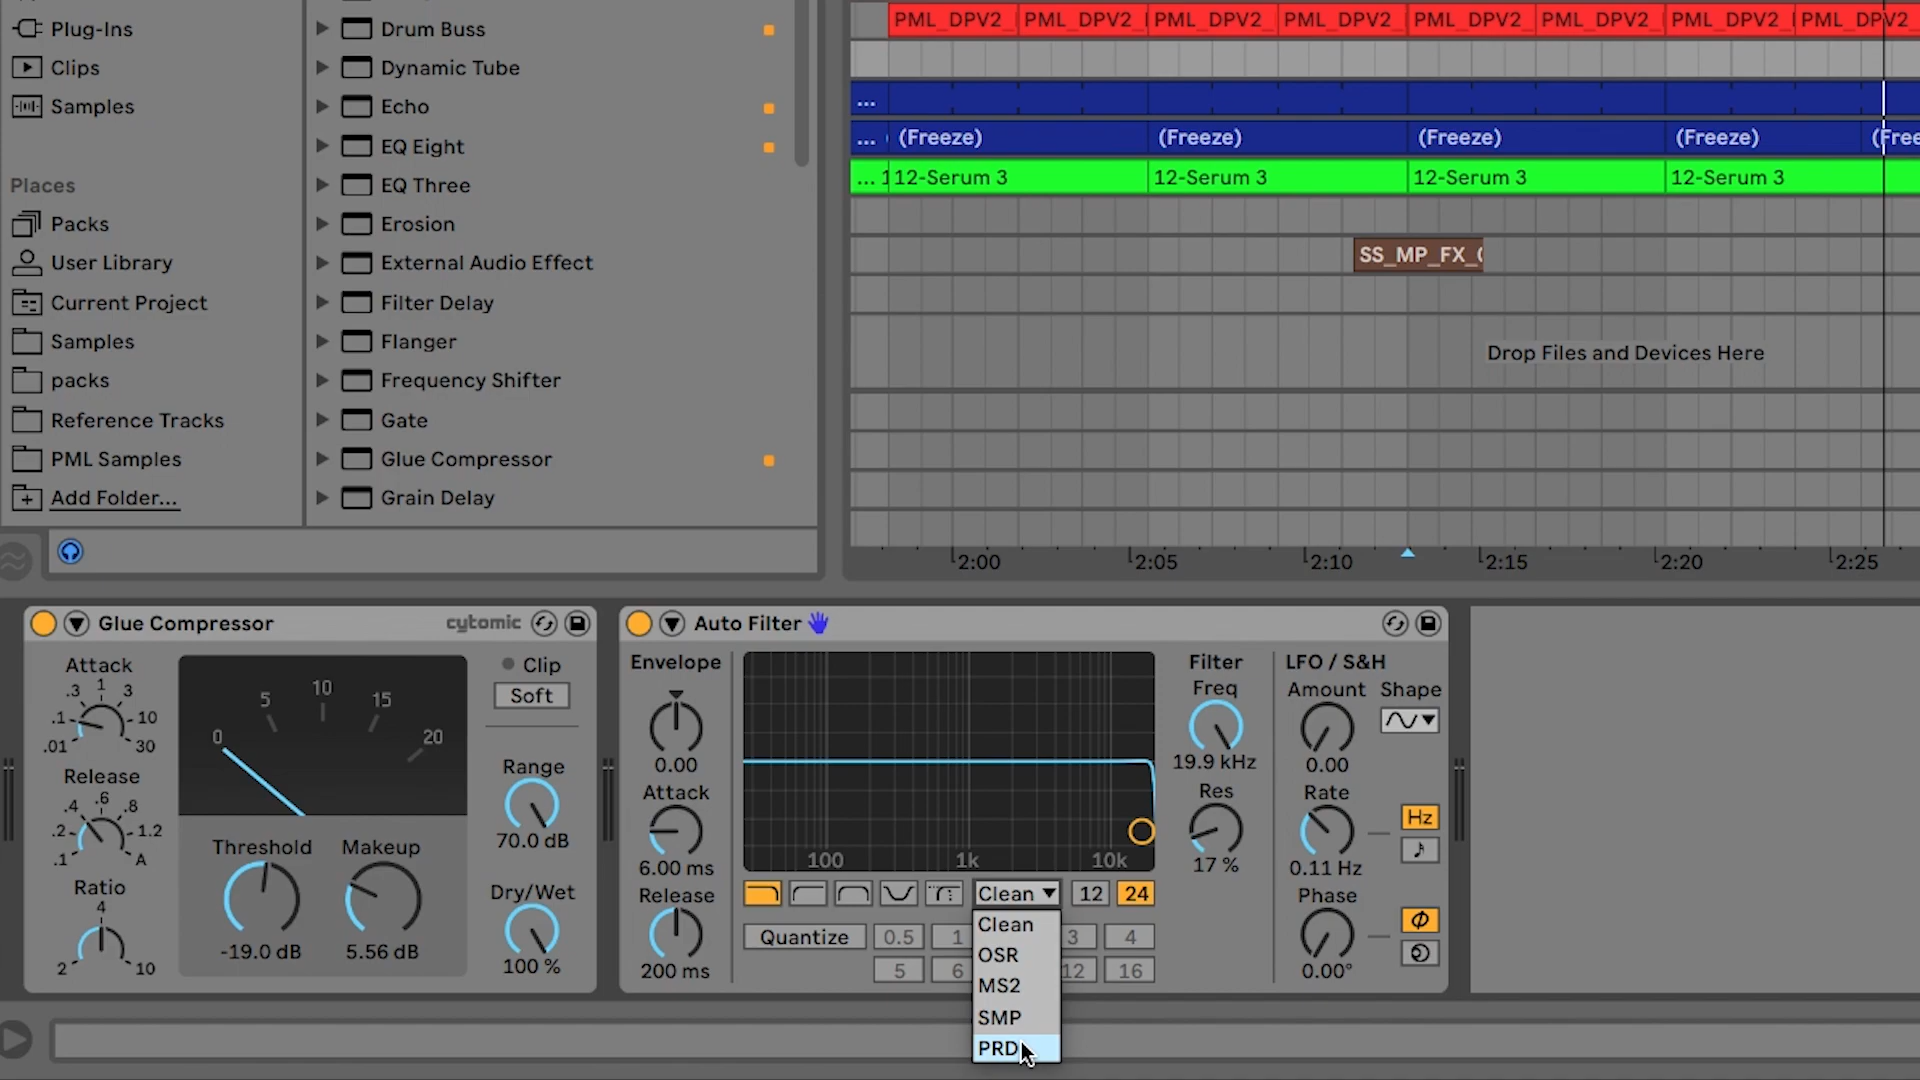 Plug-Ins
Clips
Samples
Places
Packs
User Library
Current Project
Samples
packs
Reference Tracks
PML Samples
Add Folder...
Drum Buss
Dynamic Tube
Echo
EQ Eight
EQ Three
Erosion
External Audio Effect
Filter Delay
Flanger
Frequency Shifter
Gate
Glue Compressor
Grain Delay
PML_DPV2_ PML_DPV2_ PML_DPV2_ PML_DPV2_ PML_DPV2_ PML_DPV2_ PML_DPV2_ PML_DPV2
...
... (Freeze) (Freeze) (Freeze) (Freeze) (Free
... 1 12-Serum 3 12-Serum 3 12-Serum 3 12-Serum 3
SS_MP_FX_(
Drop Files and Devices Here
2:00 2:05 2:10 2:15 2:20 2:25
Glue Compressor cytomic
Attack
.01 .1 .3 1 3 10 30
Release
.1 .2 .4 .6 .8 1.2 A
Ratio
2 4 10
0 5 10 15 20
Threshold
-19.0 dB
Makeup
5.56 dB
Clip
Soft
Range
70.0 dB
Dry/Wet
100 %
Auto Filter
Envelope
0.00
Attack
6.00 ms
Release
200 ms
100 1k 10k
Clean 12 24
Quantize 0.5 1 3 4
5 6 12 16
Clean
OSR
MS2
SMP
PRD
Filter
Freq
19.9 kHz
Res
17 %
LFO / S&H
Amount
0.00
Shape
Rate
0.11 Hz
Hz
Phase
0.00°